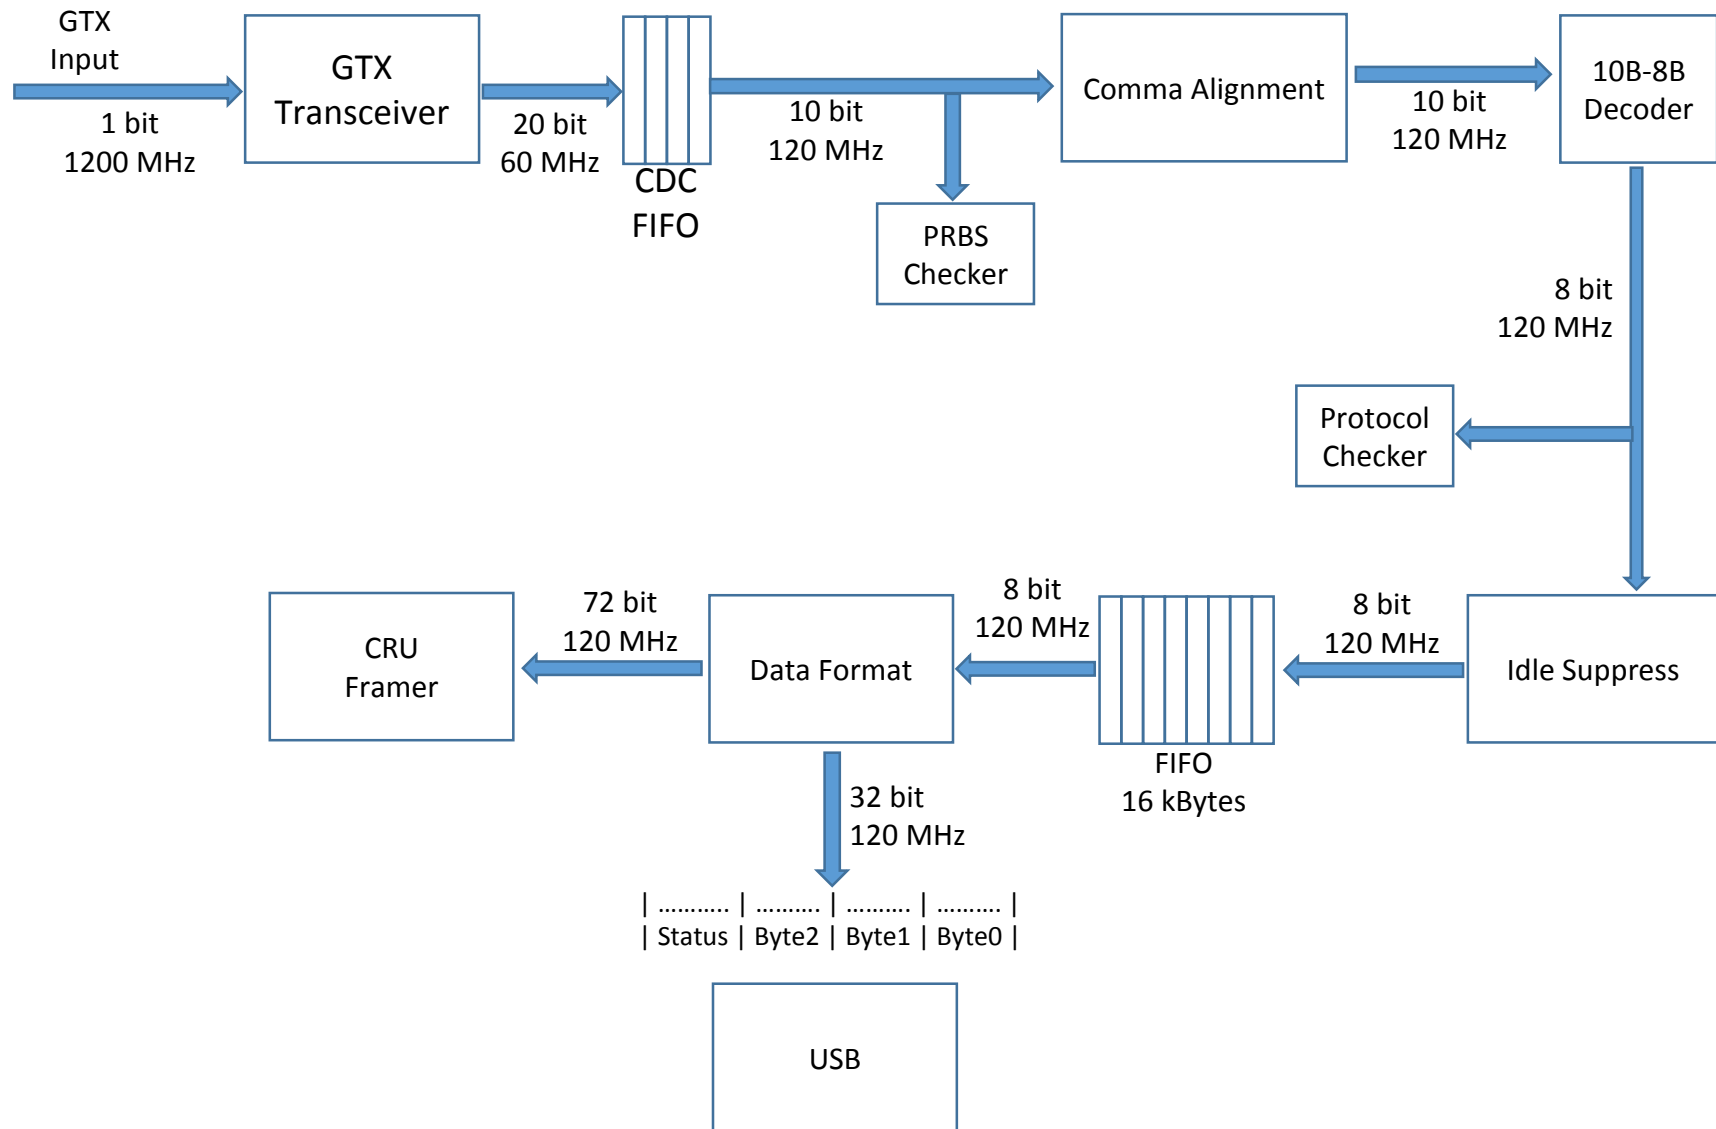 GTX
Input
1 bit
1200 MHz
GTX
Transceiver
20 bit
60 MHz
CDC
FIFO
10 bit
120 MHz
PRBS
Checker
Comma Alignment
10 bit
120 MHz
10B-8B
Decoder
8 bit
120 MHz
Protocol
Checker
Idle Suppress
8 bit
120 MHz
FIFO
16 kBytes
8 bit
120 MHz
Data Format
72 bit
120 MHz
CRU
Framer
32 bit
120 MHz
| ……….. | ………. | ………. | ………. |
| Status | Byte2 | Byte1 | Byte0 |
USB